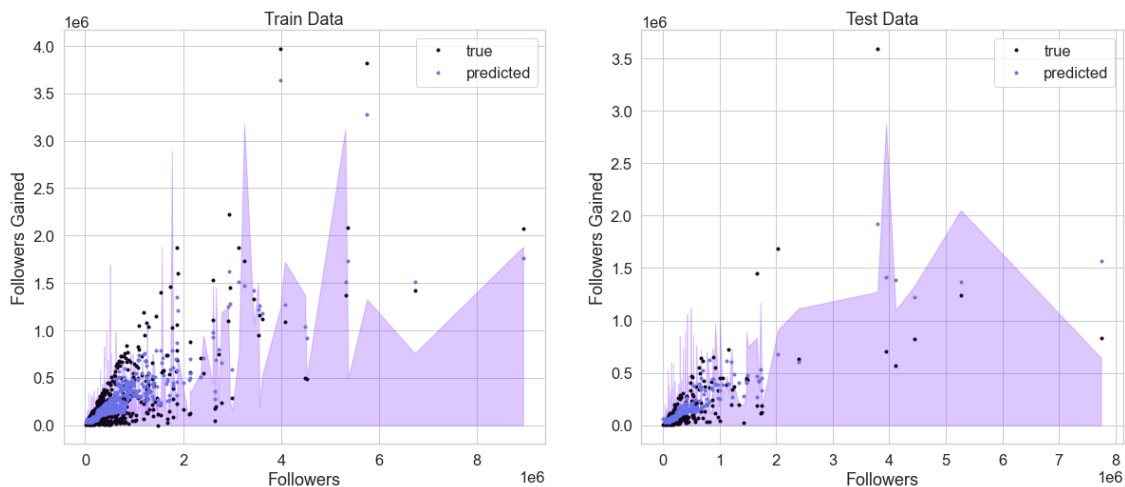 Train Data
1e6
4.0
3.5
3.0
2.5
2.0
1.5
1.0
0.5
0.0
Followers Gained
true
predicted
0 2 4 6 8
1e6
Followers
Test Data
1e6
3.5
3.0
2.5
2.0
1.5
1.0
0.5
0.0
Followers Gained
true
predicted
0 1 2 3 4 5 6 7 8
1e6
Followers